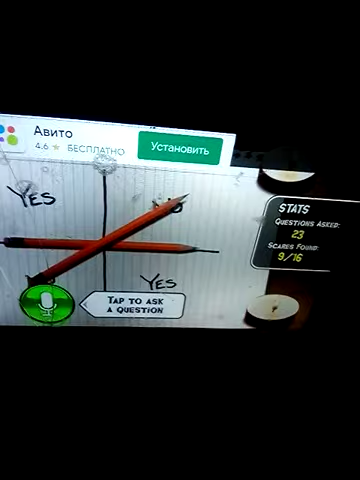 Авито
4.6 ★ БЕСПЛАТНО
Установить
YES
STATS
QUESTIONS ASKED:
23
SCARES FOUND:
9/16
YES
TAP TO ASK
A QUESTION